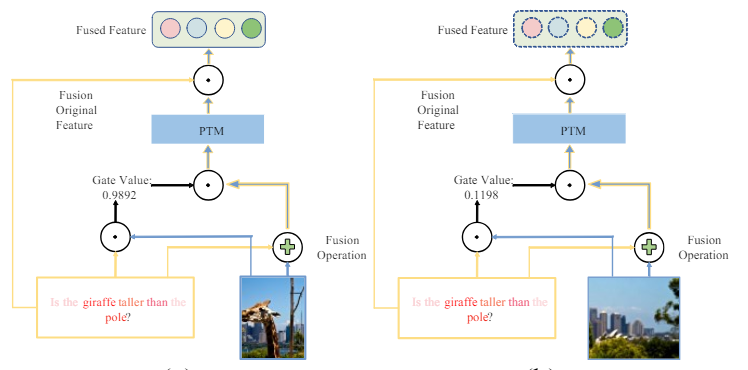 Fused Feature
Fusion
Original
Feature
PTM
Gate Value:
0.9892
Fusion
Operation
Is the giraffe taller than the
pole?
Fused Feature
Fusion
Original
Feature
PTM
Gate Value:
0.1198
Fusion
Operation
Is the giraffe taller than the
pole?